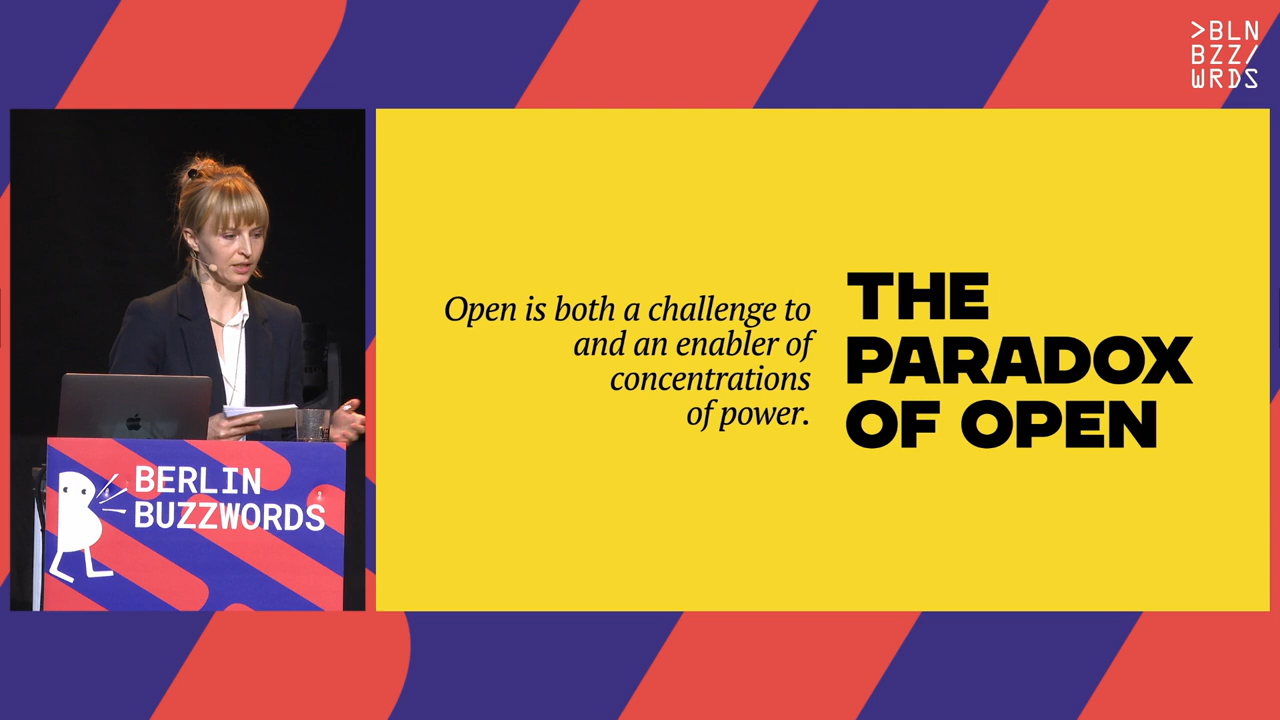 >BLN
BZZ/
WRDS
BERLIN
BUZZWORDS
Open is both a challenge to
and an enabler of
concentrations
of power.
THE
PARADOX
OF OPEN